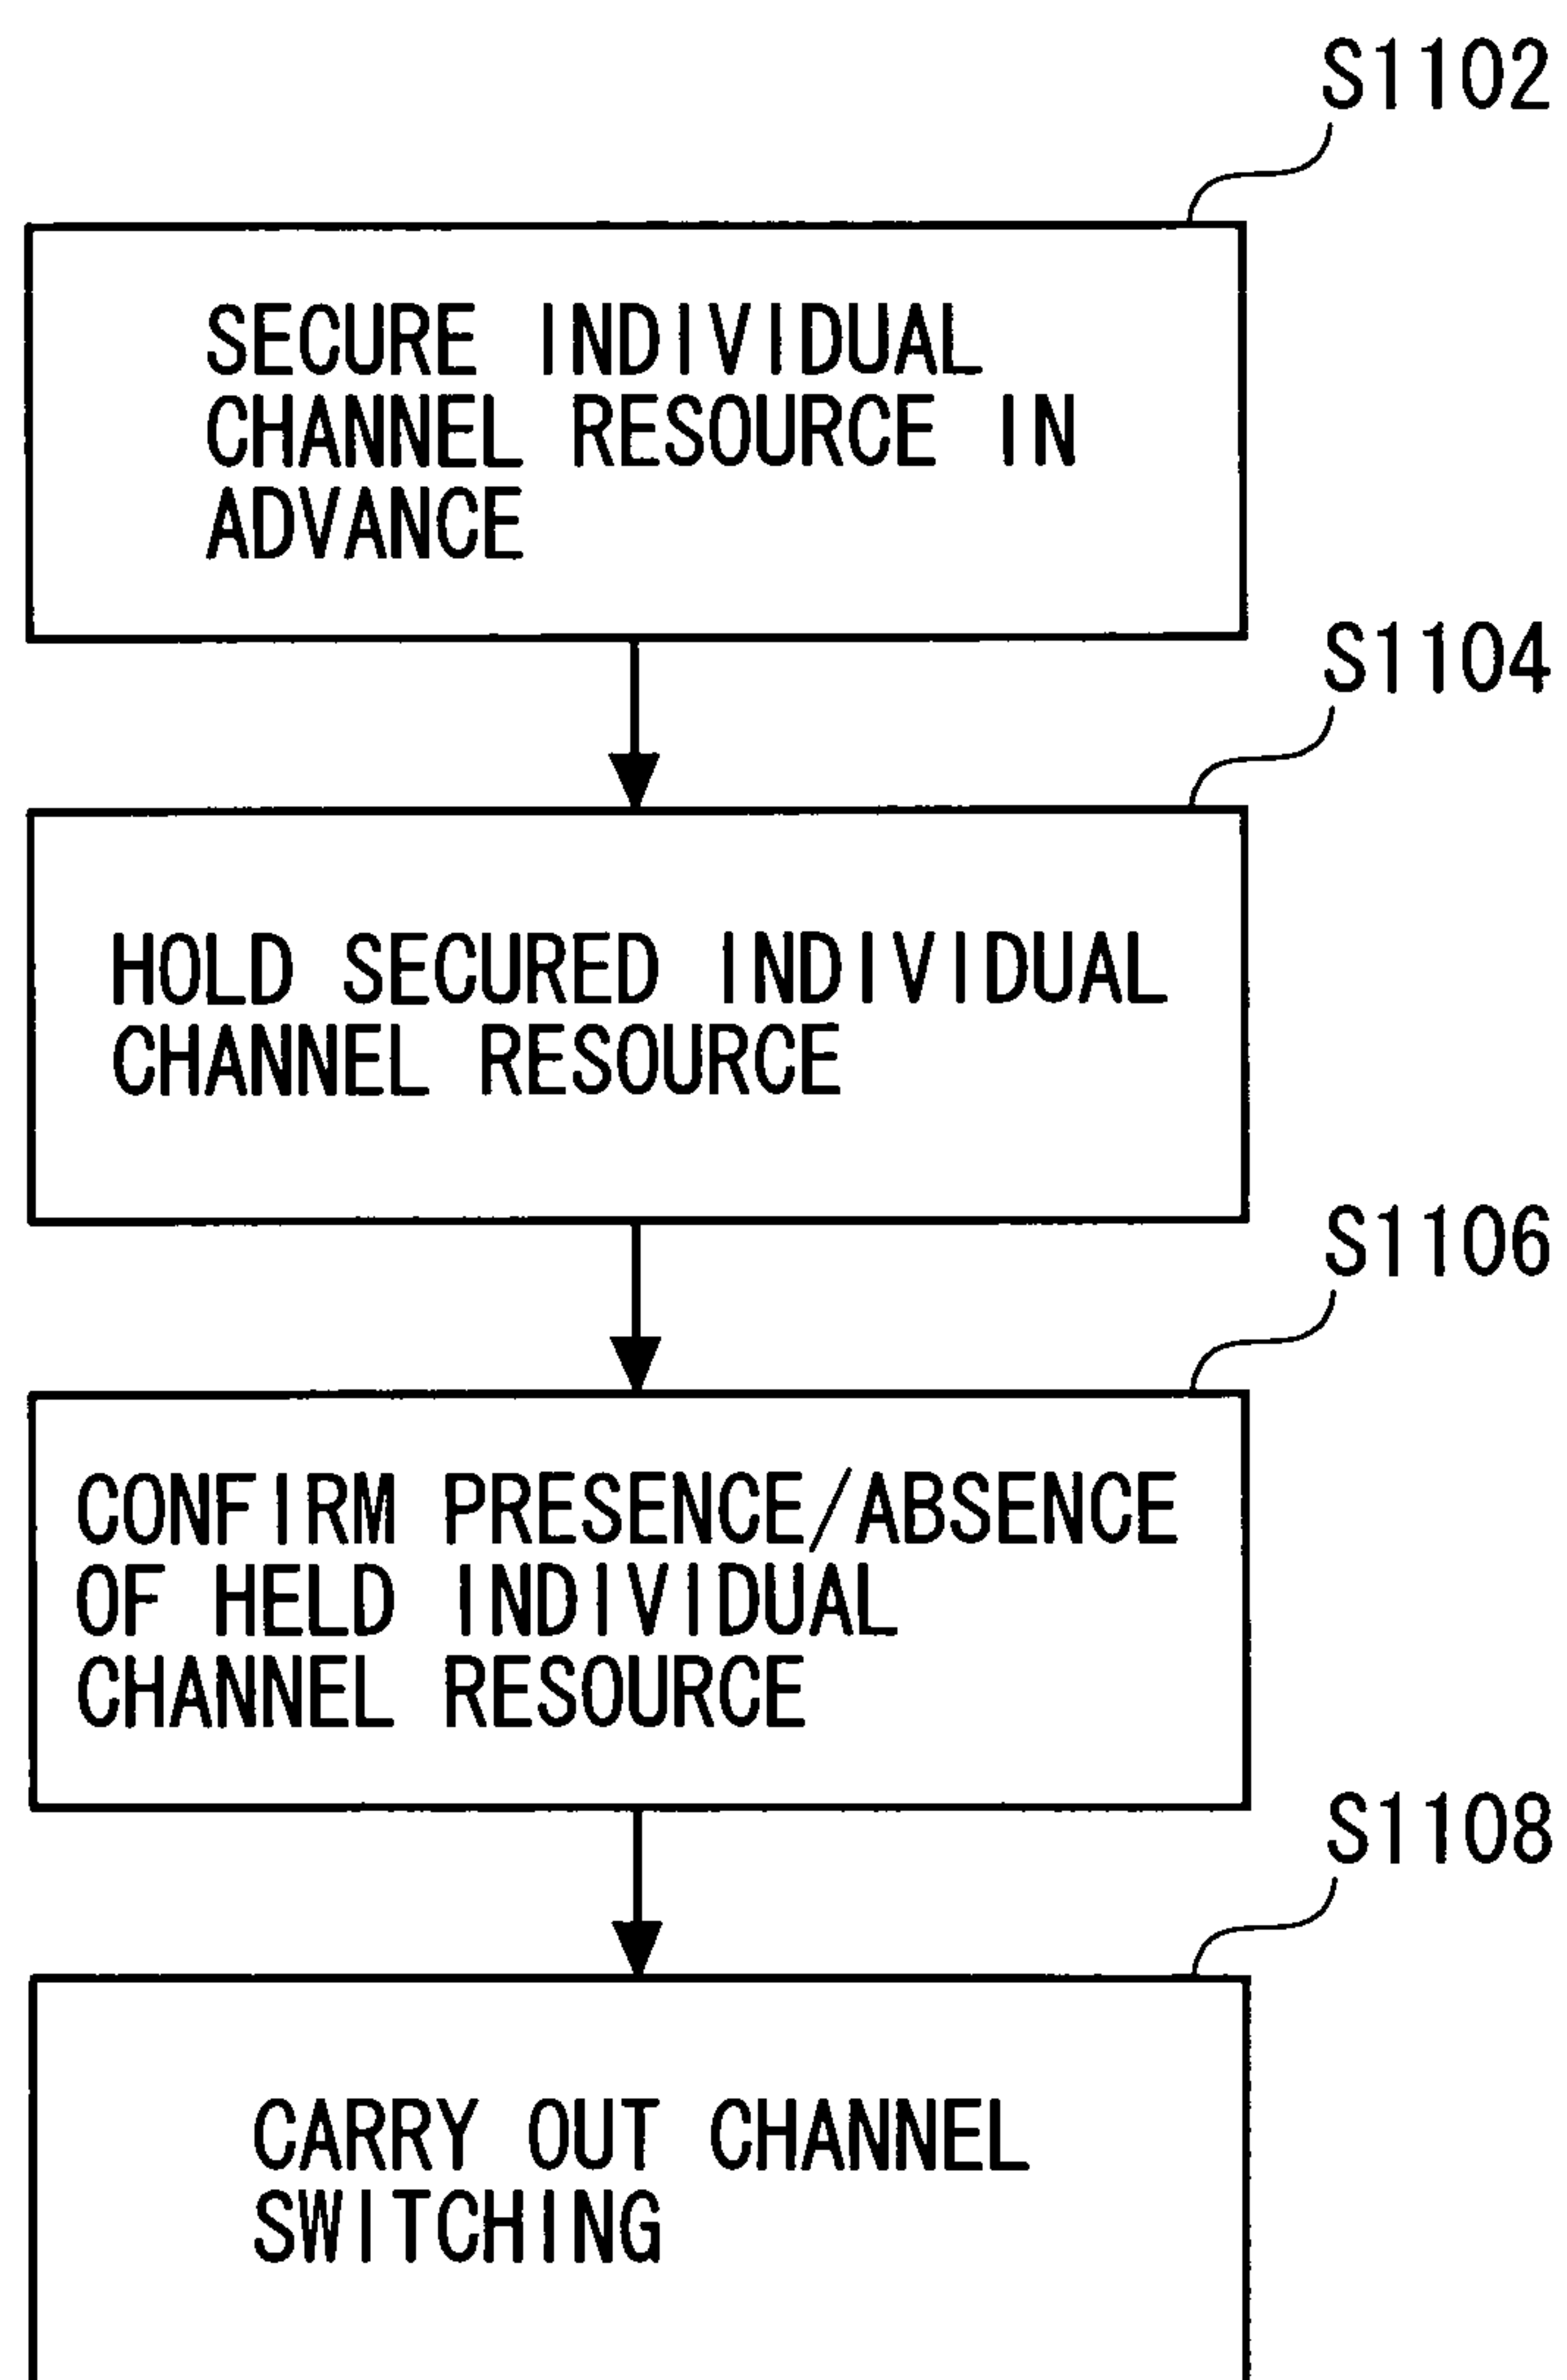 S1102
SECURE INDIVIDUAL
CHANNEL RESOURCE IN
ADVANCE
S1104
HOLD SECURED INDIVIDUAL
CHANNEL RESOURCE
S1106
CONFIRM PRESENCE/ABSENCE
OF HELD INDIVIDUAL
CHANNEL RESOURCE
S1108
CARRY OUT CHANNEL
SWITCHING